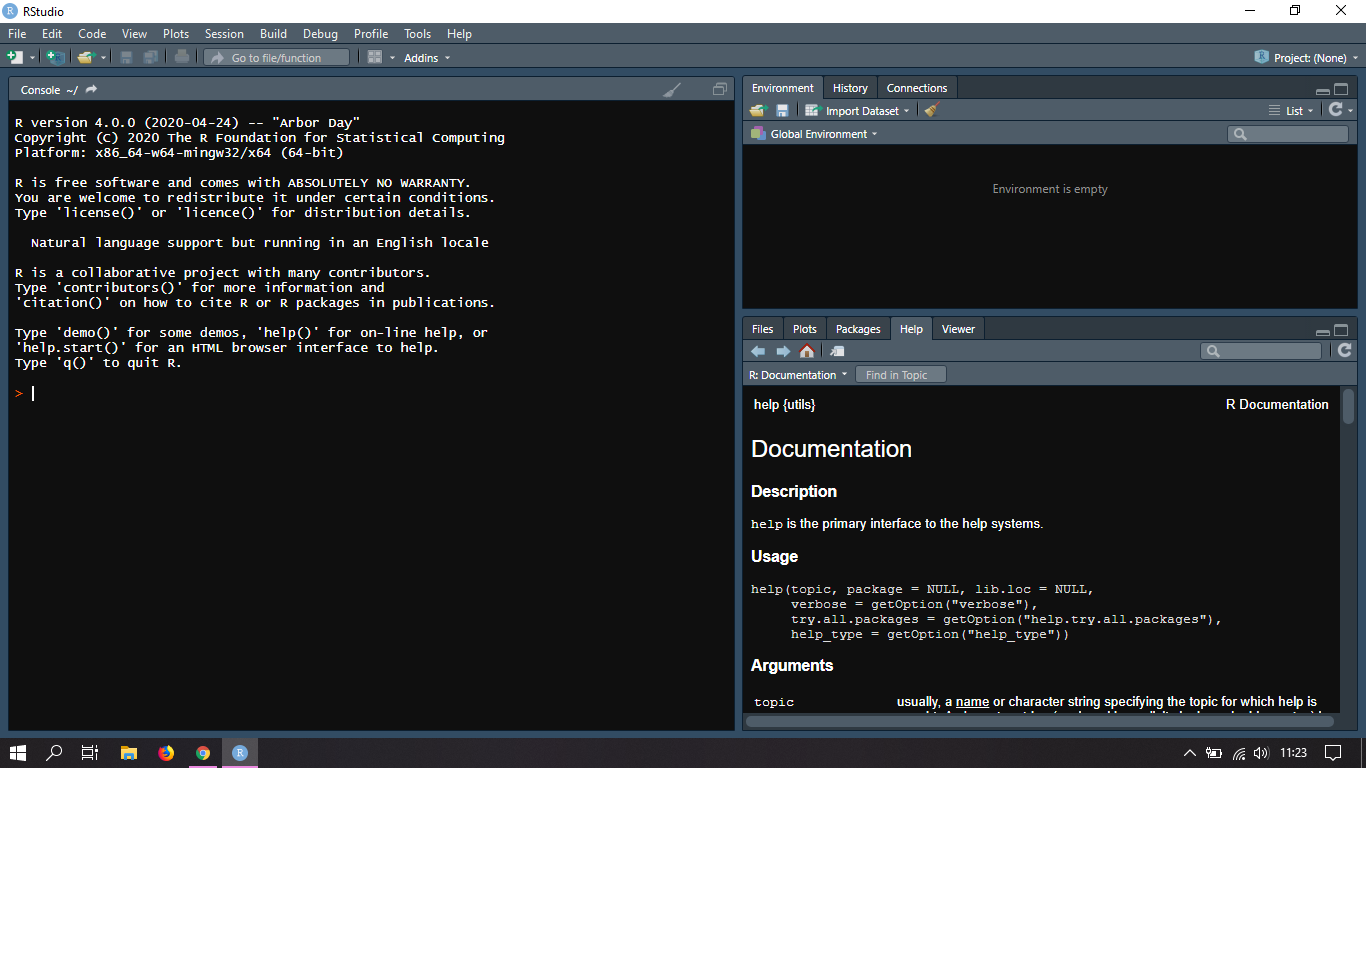 RStudio
File Edit Code View Plots Session Build Debug Profile Tools Help
Go to file/function Addins Project: (None)
Console ~/
R version 4.0.0 (2020-04-24) -- "Arbor Day"
Copyright (C) 2020 The R Foundation for Statistical Computing
Platform: x86_64-w64-mingw32/x64 (64-bit)
R is free software and comes with ABSOLUTELY NO WARRANTY.
You are welcome to redistribute it under certain conditions.
Type 'license()' or 'licence()' for distribution details.
Natural language support but running in an English locale
R is a collaborative project with many contributors.
Type 'contributors()' for more information and
'citation()' on how to cite R or R packages in publications.
Type 'demo()' for some demos, 'help()' for on-line help, or
'help.start()' for an HTML browser interface to help.
Type 'q()' to quit R.
>
Environment History Connections
Import Dataset List
Global Environment
Environment is empty
Files Plots Packages Help Viewer
R: Documentation Find in Topic
help {utils} R Documentation
Documentation
Description
help is the primary interface to the help systems.
Usage
help(topic, package = NULL, lib.loc = NULL,
verbose = getOption("verbose"),
try.all.packages = getOption("help.try.all.packages"),
help_type = getOption("help_type"))
Arguments
topic usually, a name or character string specifying the topic for which help is
11:23